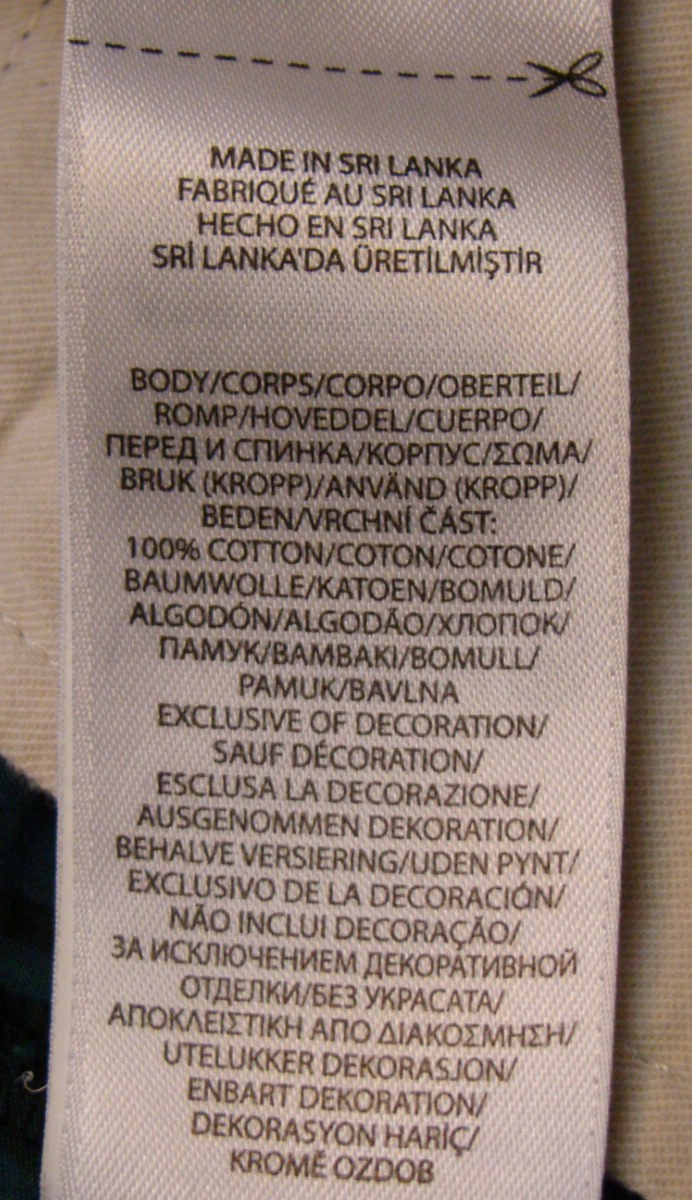 MADE IN SRI LANKA
FABRIQUÉ AU SRI LANKA
HECHO EN SRI LANKA
SRİ LANKA'DA ÜRETİLMİŞTİR
BODY/CORPS/CORPO/OBERTEIL/
ROMP/HOVEDDEL/CUERPO/
ПЕРЕД И СПИНКА/КОРПУС/ΣΩΜΑ/
BRUK (KROPP)/ANVÄND (KROPP)/
BEDEN/VRCHNÍ ČÁST:
100% COTTON/COTON/COTONE/
BAUMWOLLE/KATOEN/BOMULD/
ALGODÓN/ALGODÃO/ХЛОПОК/
ПАМУК/ΒΑΜΒΑΚΙ/BOMULL/
PAMUK/BAVLNA
EXCLUSIVE OF DECORATION/
SAUF DÉCORATION/
ESCLUSA LA DECORAZIONE/
AUSGENOMMEN DEKORATION/
BEHALVE VERSIERING/UDEN PYNT/
EXCLUSIVO DE LA DECORACIÓN/
NÃO INCLUI DECORAÇÃO/
ЗА ИСКЛЮЧЕНИЕМ ДЕКОРАТИВНОЙ
ОТДЕЛКИ/БЕЗ УКРАСАТА/
ΑΠΟΚΛΕΙΣΤΙΚΗ ΑΠΟ ΔΙΑΚΟΣΜΗΣΗ/
UTELUKKER DEKORASJON/
ENBART DEKORATION/
DEKORASYON HARİÇ/
KROMĚ OZDOB